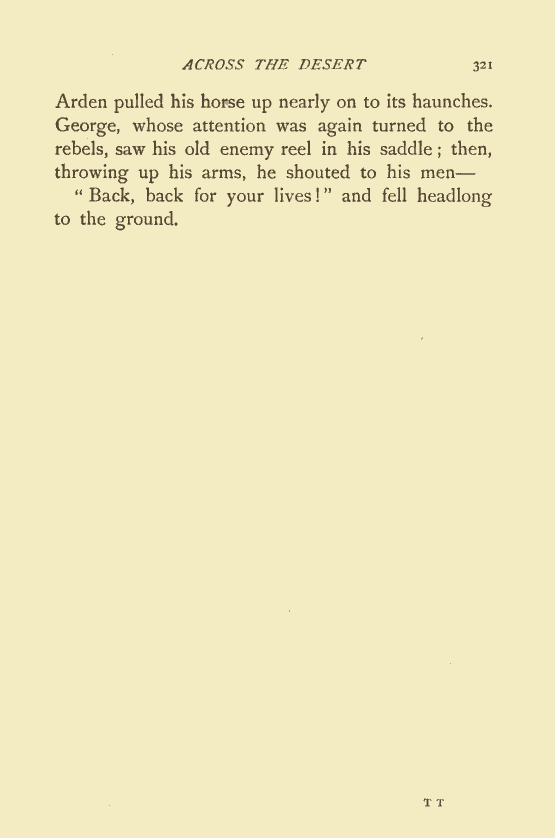 ACROSS THE DESERT 321
Arden pulled his horse up nearly on to its haunches.
George, whose attention was again turned to the
rebels, saw his old enemy reel in his saddle ; then,
throwing up his arms, he shouted to his men—
“ Back, back for your lives ! ” and fell headlong
to the ground.
T T